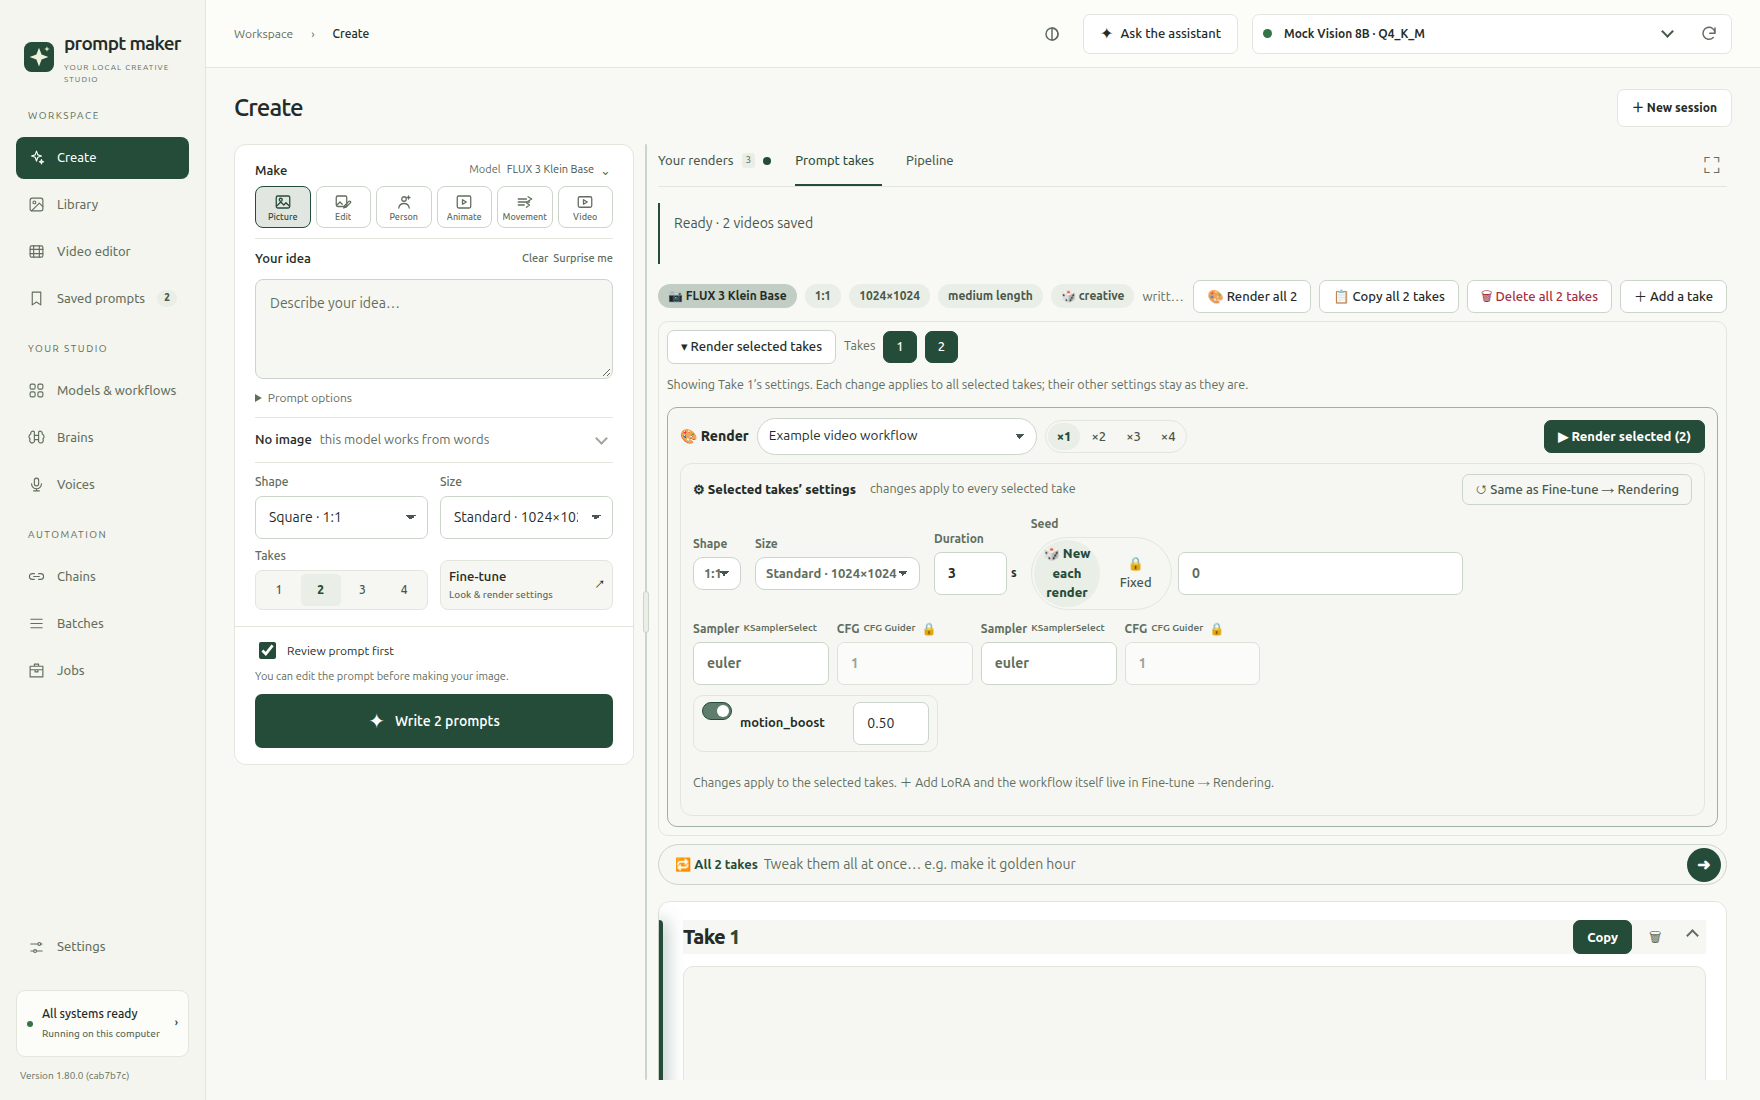 prompt maker
YOUR LOCAL CREATIVE
STUDIO
WORKSPACE
Create
Library
Video editor
Saved prompts 2
YOUR STUDIO
Models & workflows
Brains
Voices
AUTOMATION
Chains
Batches
Jobs
Settings
All systems ready
Running on this computer
Version 1.80.0 (cab7b7c)
Workspace › Create
Ask the assistant
Mock Vision 8B · Q4_K_M
Create
+ New session
Make
Model FLUX 3 Klein Base
Picture
Edit
Person
Animate
Movement
Video
Your idea
Clear Surprise me
Describe your idea…
Prompt options
No image this model works from words
Shape
Size
Square · 1:1
Standard · 1024×102
Takes
1 2 3 4
Fine-tune
Look & render settings
Review prompt first
You can edit the prompt before making your image.
Write 2 prompts
Your renders 3
Prompt takes
Pipeline
Ready · 2 videos saved
FLUX 3 Klein Base
1:1
1024×1024
medium length
creative
writt…
Render all 2
Copy all 2 takes
Delete all 2 takes
+ Add a take
Render selected takes
Takes 1 2
Showing Take 1's settings. Each change applies to all selected takes; their other settings stay as they are.
Render
Example video workflow
×1 ×2 ×3 ×4
Render selected (2)
Selected takes' settings changes apply to every selected take
Same as Fine-tune → Rendering
Shape
1:1
Size
Standard · 1024×1024
Duration
3 s
Seed
New each render
Fixed
0
Sampler KSamplerSelect
CFG CFG Guider
Sampler KSamplerSelect
CFG CFG Guider
euler
1
euler
1
motion_boost
0.50
Changes apply to the selected takes. + Add LoRA and the workflow itself live in Fine-tune → Rendering.
All 2 takes Tweak them all at once… e.g. make it golden hour
Take 1
Copy